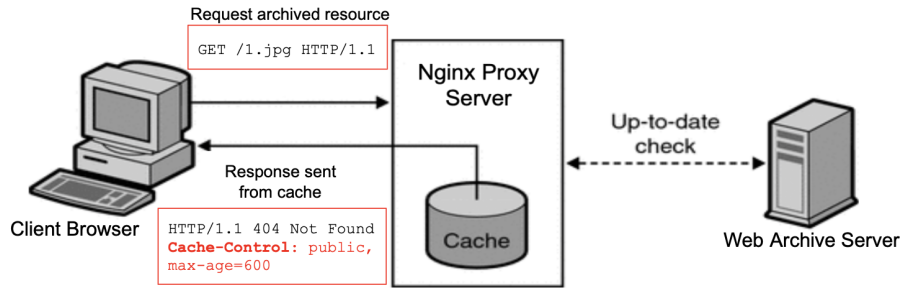 Request archived resource
GET /1.jpg HTTP/1.1
Nginx Proxy
Server
Up-to-date
check
Response sent
from cache
HTTP/1.1 404 Not Found
Cache-Control: public,
max-age=600
Cache
Client Browser
Web Archive Server